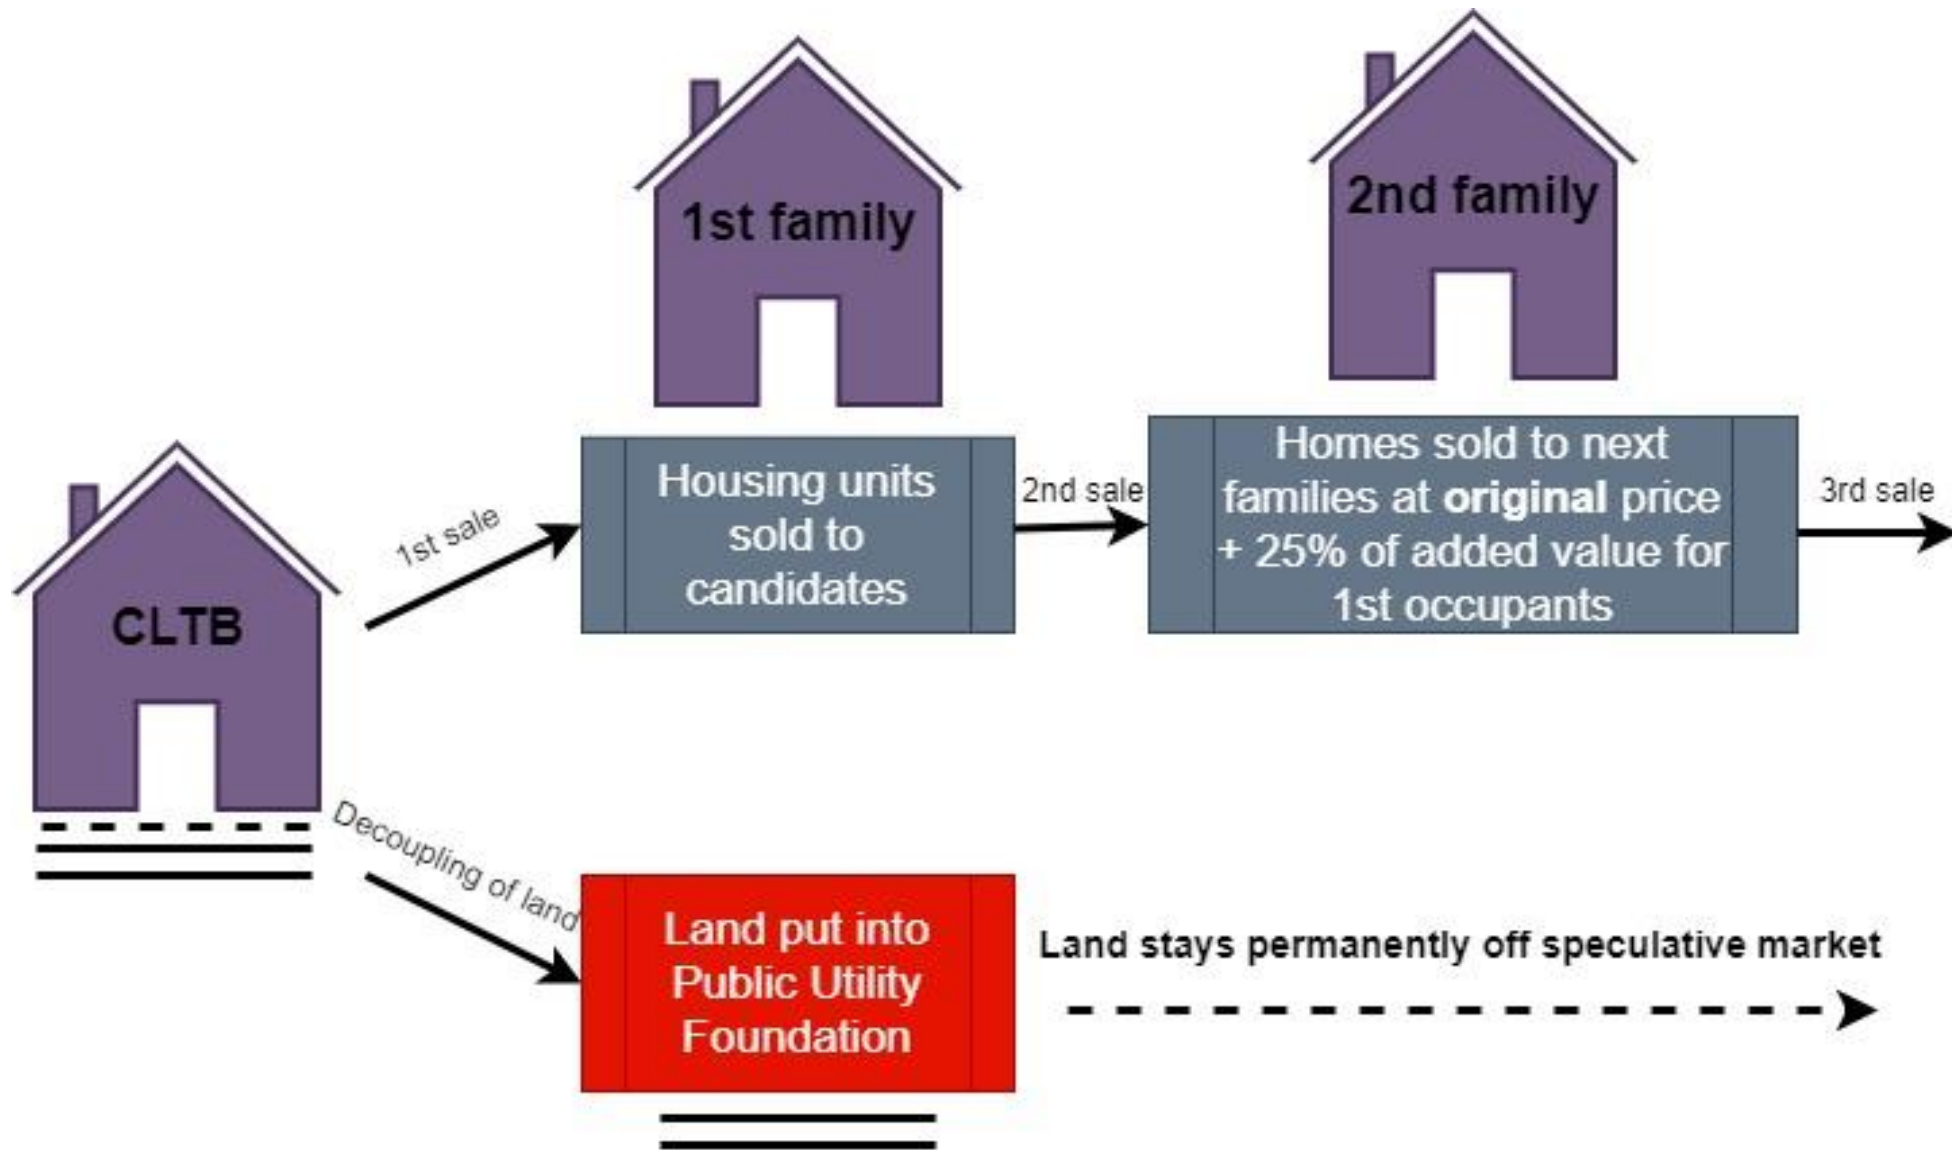 1st family
2nd family
CLTB
1st sale
Housing units
sold to
candidates
2nd sale
Homes sold to next
families at original price
+ 25% of added value for
1st occupants
3rd sale
Decoupling of land
Land put into
Public Utility
Foundation
Land stays permanently off speculative market